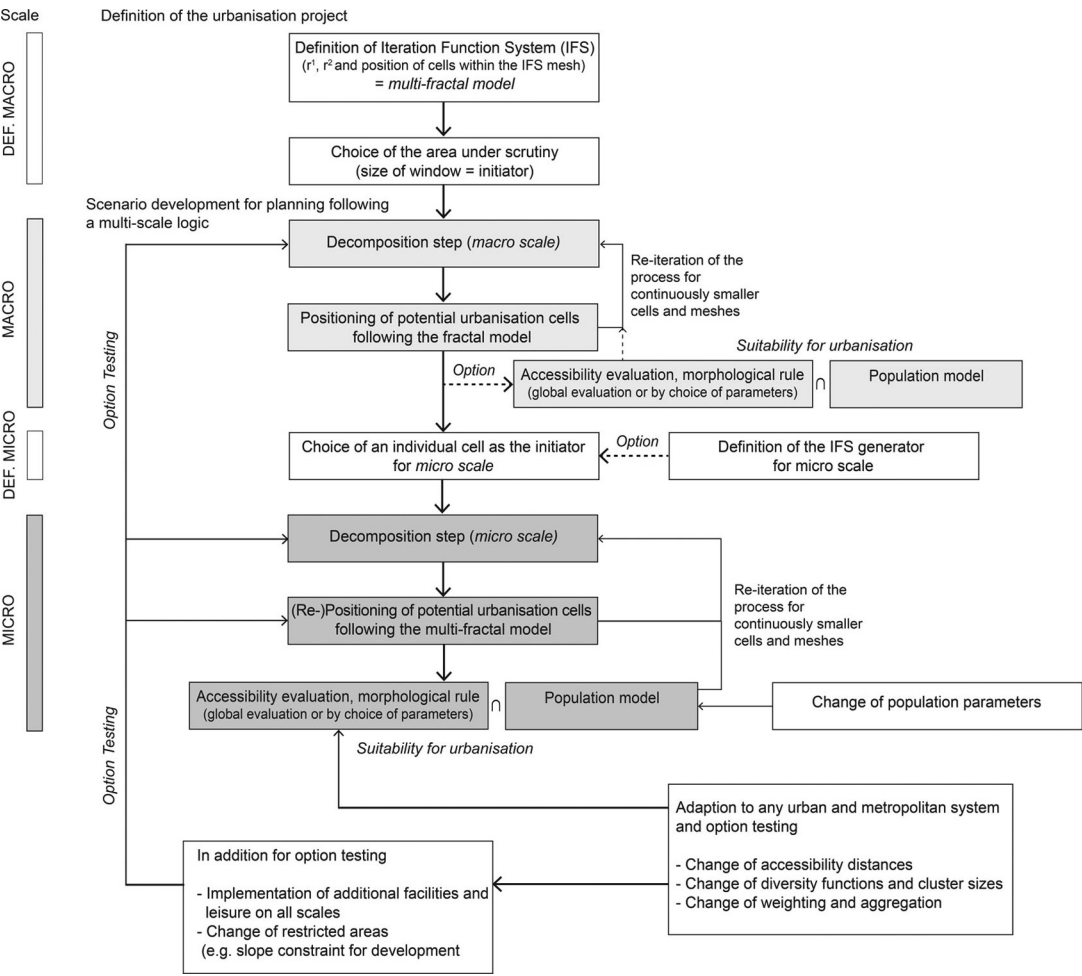 Scale
Definition of the urbanisation project
DEF. MACRO
Definition of Iteration Function System (IFS)
(r¹, r² and position of cells within the IFS mesh)
= multi-fractal model
Choice of the area under scrutiny
(size of window = initiator)
Scenario development for planning following
a multi-scale logic
MACRO
Decomposition step (macro scale)
Re-iteration of the
process for
continuously smaller
cells and meshes
Positioning of potential urbanisation cells
following the fractal model
Option Testing
Suitability for urbanisation
Option
Accessibility evaluation, morphological rule
(global evaluation or by choice of parameters)
∩
Population model
DEF. MICRO
Choice of an individual cell as the initiator
for micro scale
Option
Definition of the IFS generator
for micro scale
MICRO
Decomposition step (micro scale)
Re-iteration of the
process for
continuously smaller
cells and meshes
(Re-)Positioning of potential urbanisation cells
following the multi-fractal model
Accessibility evaluation, morphological rule
(global evaluation or by choice of parameters)
∩
Population model
Change of population parameters
Suitability for urbanisation
Option Testing
Adaption to any urban and metropolitan system
and option testing
- Change of accessibility distances
- Change of diversity functions and cluster sizes
- Change of weighting and aggregation
In addition for option testing
- Implementation of additional facilities and
leisure on all scales
- Change of restricted areas
(e.g. slope constraint for development